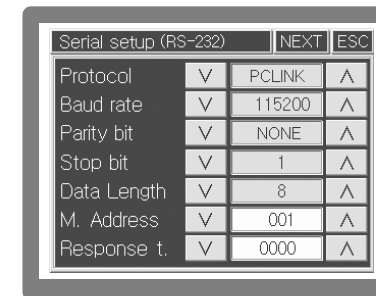 Serial setup (RS-232) NEXT ESC
Protocol V PCLINK Λ
Baud rate V 115200 Λ
Parity bit V NONE Λ
Stop bit V 1 Λ
Data Length V 8 Λ
M. Address V 001 Λ
Response t. V 0000 Λ